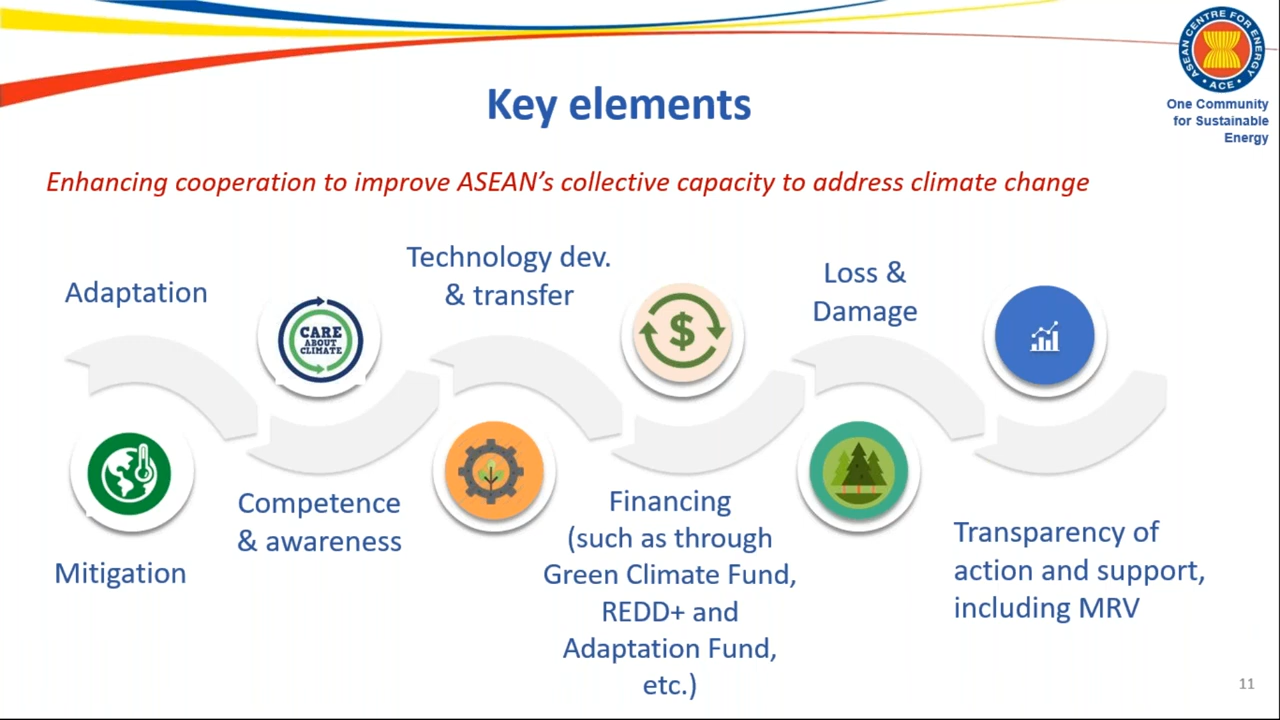 ASEAN CENTRE FOR ENERGY
ACE
One Community
for Sustainable
Energy
Key elements
Enhancing cooperation to improve ASEAN's collective capacity to address climate change
Adaptation
Mitigation
CARE
ABOUT
CLIMATE
Competence
& awareness
Technology dev.
& transfer
$
Financing
(such as through
Green Climate Fund,
REDD+ and
Adaptation Fund,
etc.)
Loss &
Damage
Transparency of
action and support,
including MRV
11